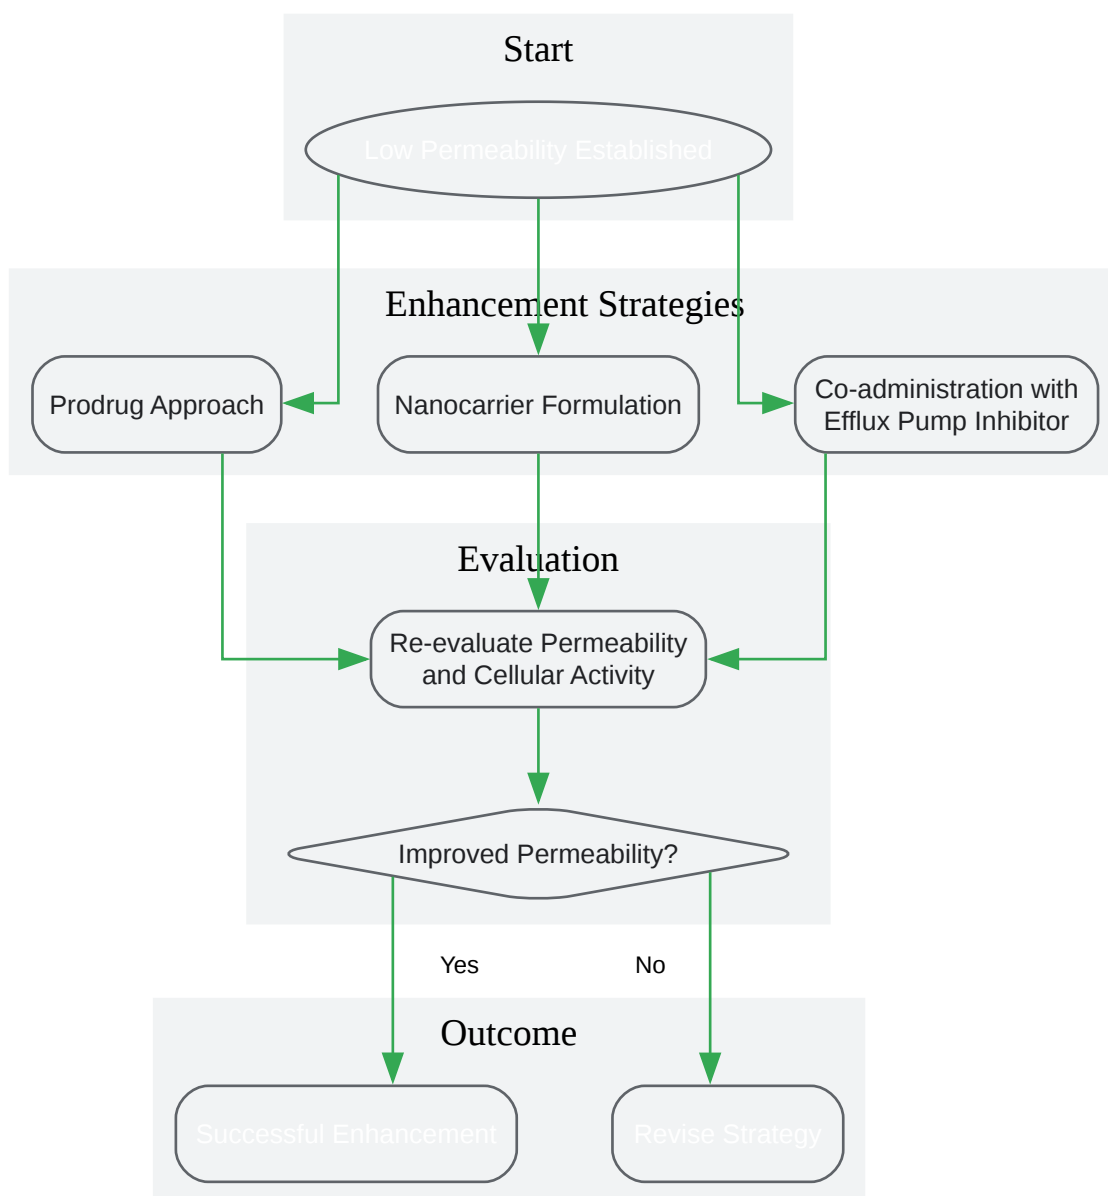 Start
Low Permeability Established
Enhancement Strategies
Prodrug Approach
Nanocarrier Formulation
Co-administration with
Efflux Pump Inhibitor
Evaluation
Re-evaluate Permeability
and Cellular Activity
Improved Permeability?
Yes
No
Outcome
Successful Enhancement
Revise Strategy